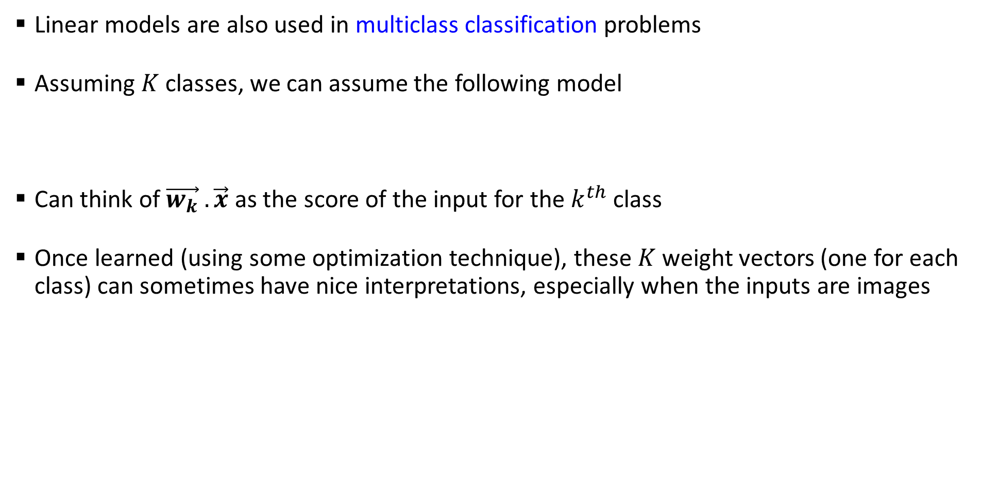 ▪ Linear models are also used in multiclass classification problems
▪ Assuming K classes, we can assume the following model
▪ Can think of $\overrightarrow{w_k} . \vec{x}$ as the score of the input for the $k^{th}$ class
▪ Once learned (using some optimization technique), these K weight vectors (one for each
class) can sometimes have nice interpretations, especially when the inputs are images